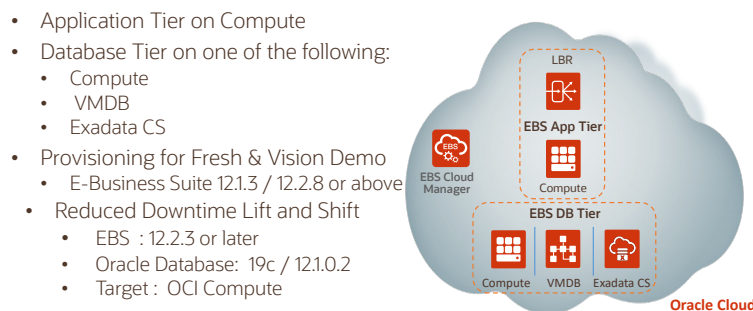 • Application Tier on Compute
• Database Tier on one of the following:
• Compute
• VMDB
• Exadata CS
• Provisioning for Fresh & Vision Demo
• E-Business Suite 12.1.3 / 12.2.8 or above
• Reduced Downtime Lift and Shift
• EBS : 12.2.3 or later
• Oracle Database: 19c / 12.1.0.2
• Target : OCI Compute
LBR
EBS App Tier
Compute
EBS
EBS Cloud
Manager
EBS DB Tier
Compute
VMDB
Exadata CS
Oracle Cloud